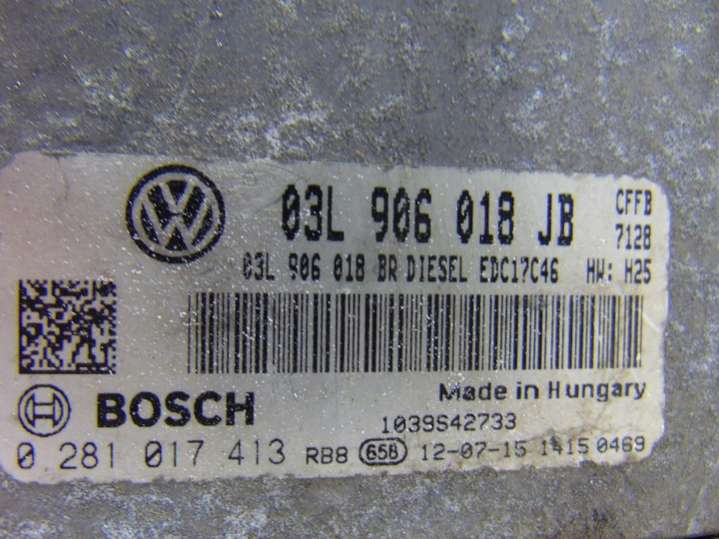 03L 906 018 JB CFFB
7128
03L 906 018 BR DIESEL EDC17C46 HW: H25
Made in Hungary
BOSCH
1039S42733
0 281 017 413 RB8 658 12-07-15 1415 0469